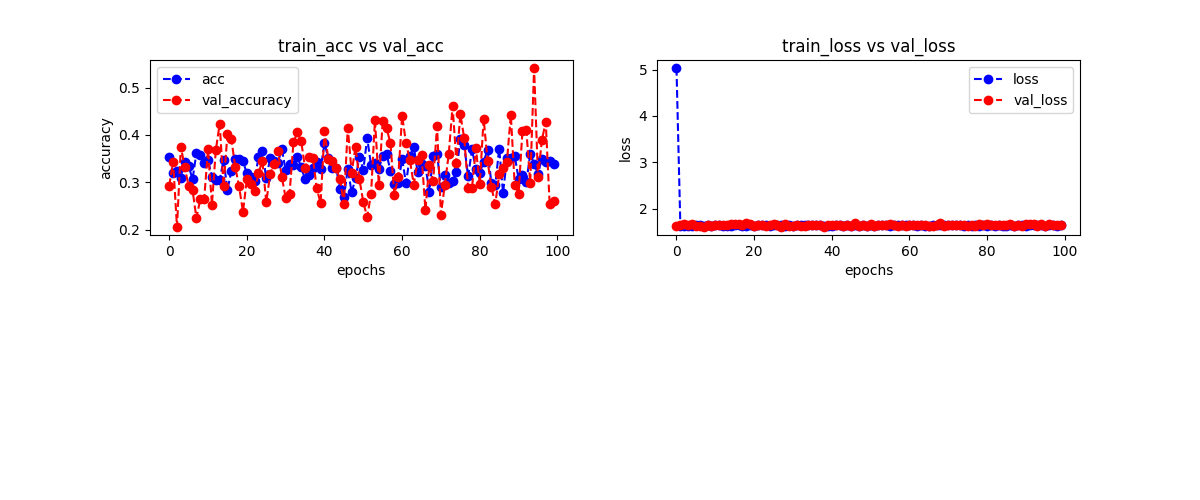 train_acc vs val_acc
acc
val_accuracy
accuracy
0.5
0.4
0.3
0.2
0 20 40 60 80 100
epochs
train_loss vs val_loss
loss
val_loss
loss
5
4
3
2
0 20 40 60 80 100
epochs